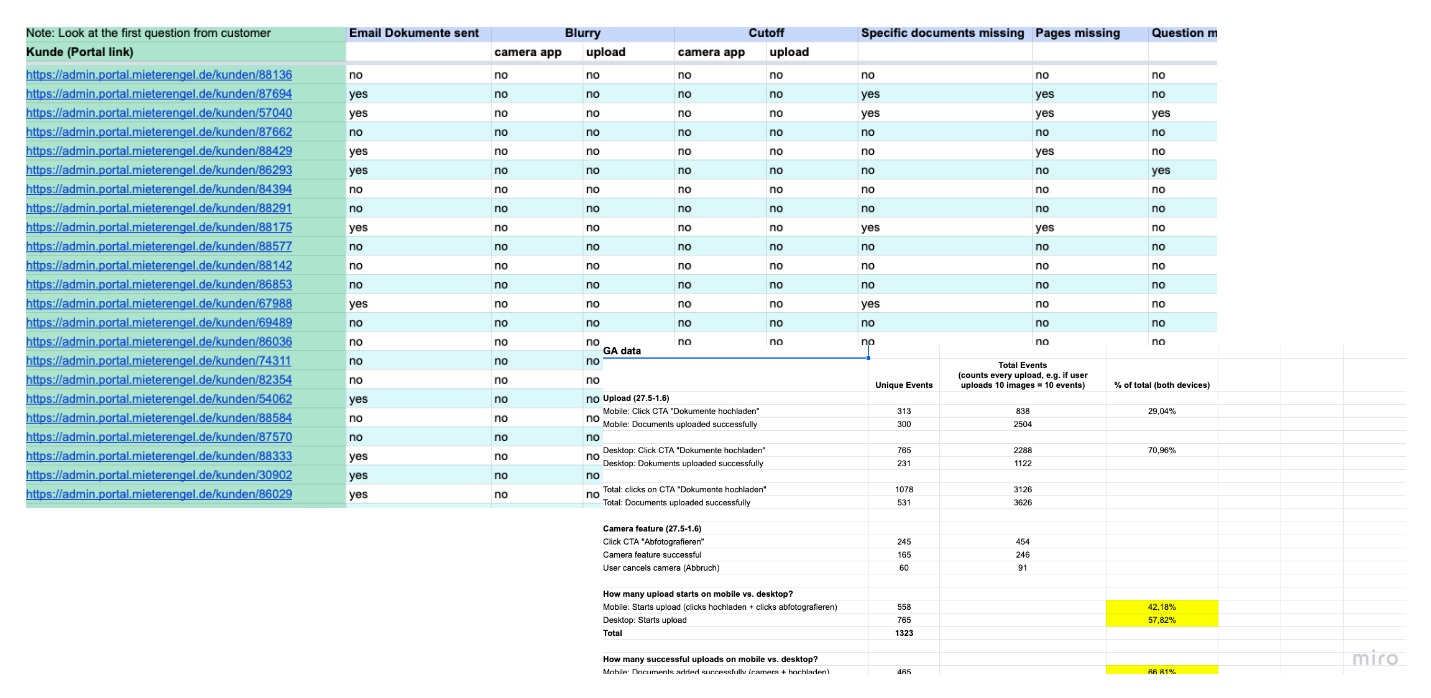 Note: Look at the first question from customer Email Dokumente sent Blurry Cutoff Specific documents missing Pages missing Question m
Kunde (Portal link) camera app upload camera app upload
https://admin.portal.mieterengel.de/kunden/88136 no no no no no no no no
https://admin.portal.mieterengel.de/kunden/87694 yes no no no no yes yes no
https://admin.portal.mieterengel.de/kunden/57040 yes no no no no yes yes yes
https://admin.portal.mieterengel.de/kunden/87662 no no no no no no no no
https://admin.portal.mieterengel.de/kunden/88429 yes no no no no no yes no
https://admin.portal.mieterengel.de/kunden/86293 yes no no no no no no yes
https://admin.portal.mieterengel.de/kunden/84394 no no no no no no no no
https://admin.portal.mieterengel.de/kunden/88291 no no no no no no no no
https://admin.portal.mieterengel.de/kunden/88175 yes no no no no yes yes no
https://admin.portal.mieterengel.de/kunden/88577 no no no no no no no no
https://admin.portal.mieterengel.de/kunden/88142 no no no no no no no no
https://admin.portal.mieterengel.de/kunden/86853 no no no no no no no no
https://admin.portal.mieterengel.de/kunden/67988 yes no no no no yes no no
https://admin.portal.mieterengel.de/kunden/69489 no no no no no no no no
https://admin.portal.mieterengel.de/kunden/86036 no no no no no no no no
https://admin.portal.mieterengel.de/kunden/74311 no no no
https://admin.portal.mieterengel.de/kunden/82354 no no no
https://admin.portal.mieterengel.de/kunden/54062 yes no no
https://admin.portal.mieterengel.de/kunden/88584 no no no
https://admin.portal.mieterengel.de/kunden/87570 no no no
https://admin.portal.mieterengel.de/kunden/88333 yes no no
https://admin.portal.mieterengel.de/kunden/30902 yes no no
https://admin.portal.mieterengel.de/kunden/86029 yes no no
GA data
Total Events
(counts every upload, e.g. if user
Unique Events uploads 10 images = 10 events) % of total (both devices)
Upload (27.5-1.6)
Mobile: Click CTA "Dokumente hochladen" 313 838 29,04%
Mobile: Documents uploaded successfully 300 2504
Desktop: Click CTA "Dokumente hochladen" 765 2288 70,96%
Desktop: Dokuments uploaded successfully 231 1122
Total: clicks on CTA "Dokumente hochladen" 1078 3126
Total: Documents uploaded successfully 531 3626
Camera feature (27.5-1.6)
Click CTA "Abfotografieren" 245 454
Camera feature successful 165 246
User cancels camera (Abbruch) 60 91
How many upload starts on mobile vs. desktop?
Mobile: Starts upload (clicks hochladen + clicks abfotografieren) 558 42,18%
Desktop: Starts upload 765 57,82%
Total 1323
How many successful uploads on mobile vs. desktop?
Mobile: Documents added successfully (camera + hochladen) 465 66,81%
miro